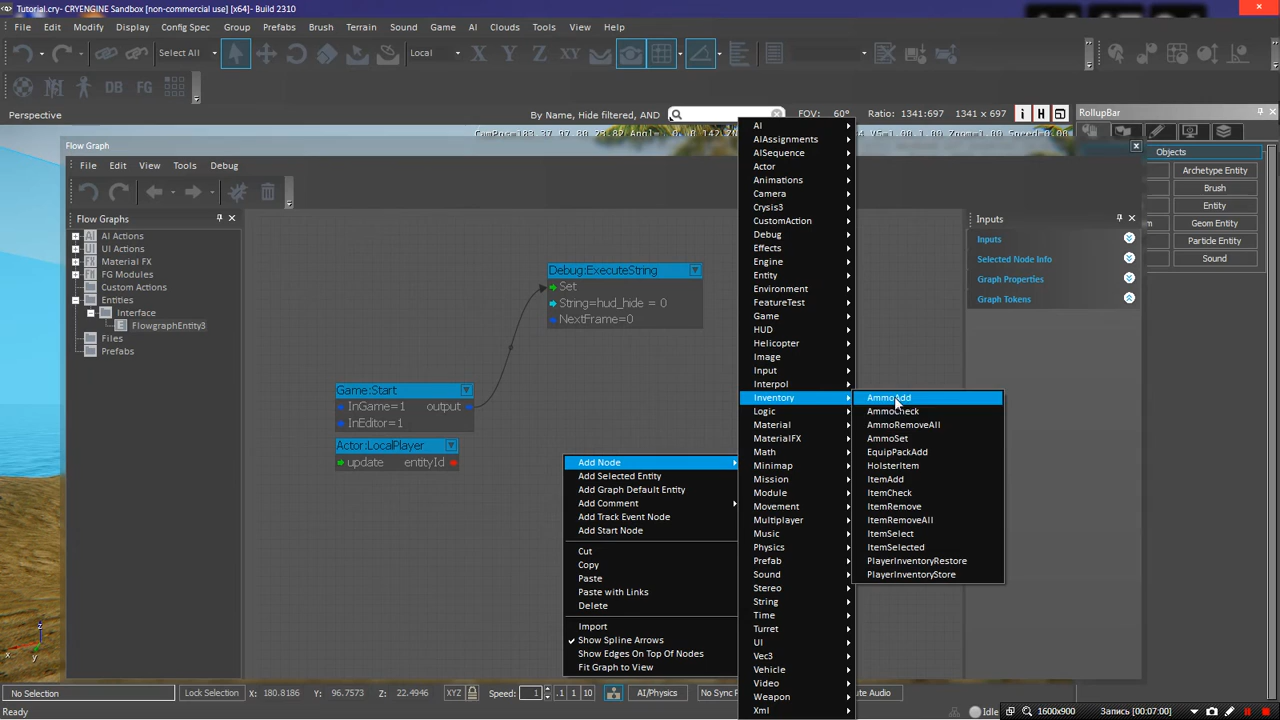 Tutorial.cry- CRYENGINE Sandbox [non-commercial use] [x64]- Build 2310
File Edit Modify Display Config Spec Group Prefabs Brush Terrain Sound Game AI Clouds Tools View Help
Select All Local
DB FG
Perspective By Name, Hide filtered, AND FOV: 60° Ratio: 1341:697 1341 x 697 i H RollupBar
Flow Graph
Objects
File Edit View Tools Debug
Archetype Entity
Brush
Entity
Geom Entity
Particle Entity
Sound
Flow Graphs
AI Actions
UI Actions
Material FX
FG Modules
Custom Actions
Entities
Interface
FlowgraphEntity3
Files
Prefabs
Debug:ExecuteString
Set
String=hud_hide = 0
NextFrame=0
Game:Start
InGame=1 output
InEditor=1
Actor:LocalPlayer
update entityId
Add Node
Add Selected Entity
Add Graph Default Entity
Add Comment
Add Track Event Node
Add Start Node
Cut
Copy
Paste
Paste with Links
Delete
Import
Show Spline Arrows
Show Edges On Top Of Nodes
Fit Graph to View
AI
AIAssignments
AISequence
Actor
Animations
Camera
Crysis3
CustomAction
Debug
Effects
Engine
Entity
Environment
FeatureTest
Game
HUD
Helicopter
Image
Input
Interpol
Inventory
Logic
Material
MaterialFX
Math
Minimap
Mission
Module
Movement
Multiplayer
Music
Physics
Prefab
Sound
Stereo
String
Time
Turret
UI
Vec3
Vehicle
Video
Weapon
Xml
AmmoAdd
AmmoCheck
AmmoRemoveAll
AmmoSet
EquipPackAdd
HolsterItem
ItemAdd
ItemCheck
ItemRemove
ItemRemoveAll
ItemSelect
ItemSelected
PlayerInventoryRestore
PlayerInventoryStore
Inputs
Inputs
Selected Node Info
Graph Properties
Graph Tokens
No Selection Lock Selection X: 180.8186 Y: 96.7573 Z: 22.4946 XYZ Speed: 1 .1 1 10 AI/Physics No Sync Audio
Idle 1600x900 Запись [00:07:00]